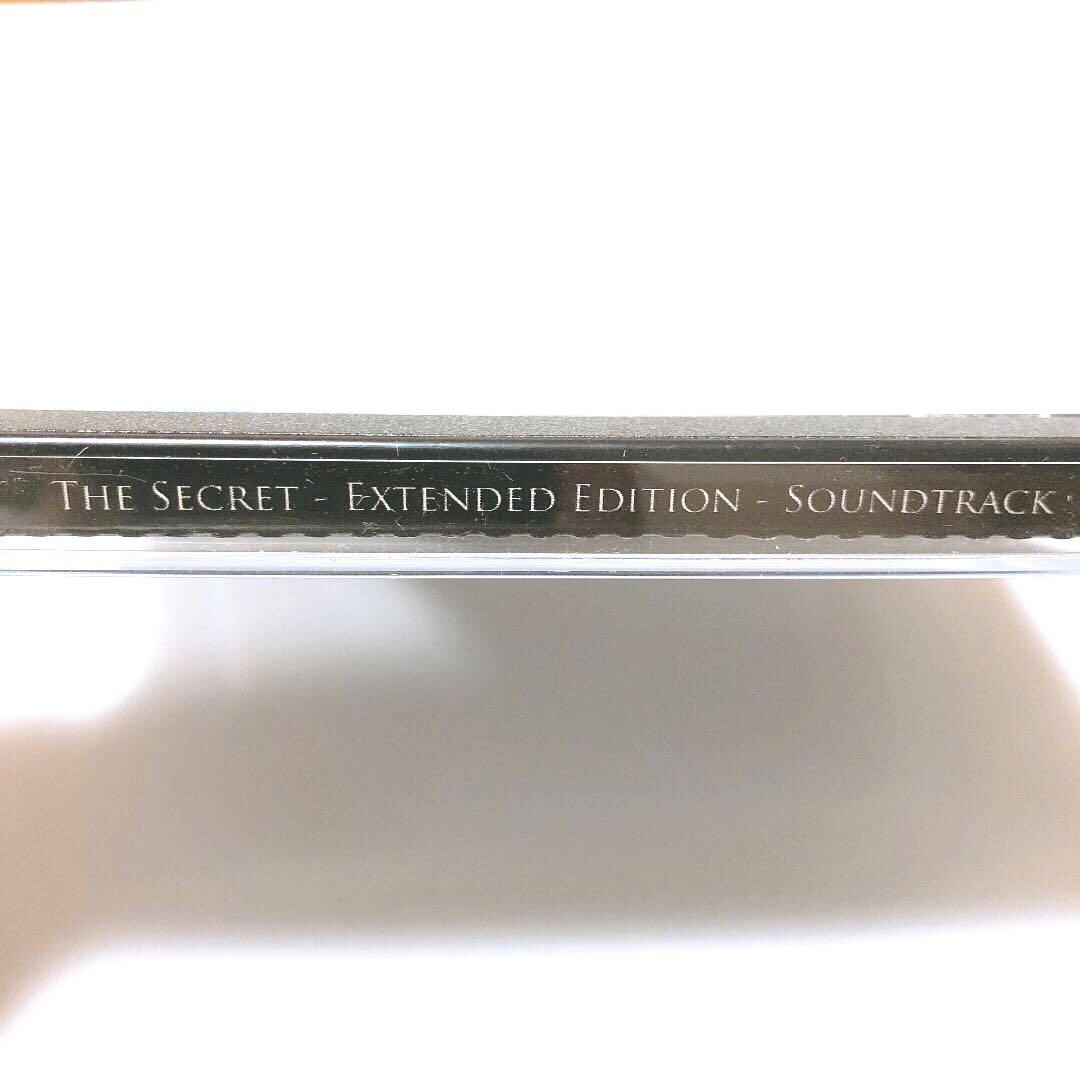 The Secret - Extended Edition - Soundtrack